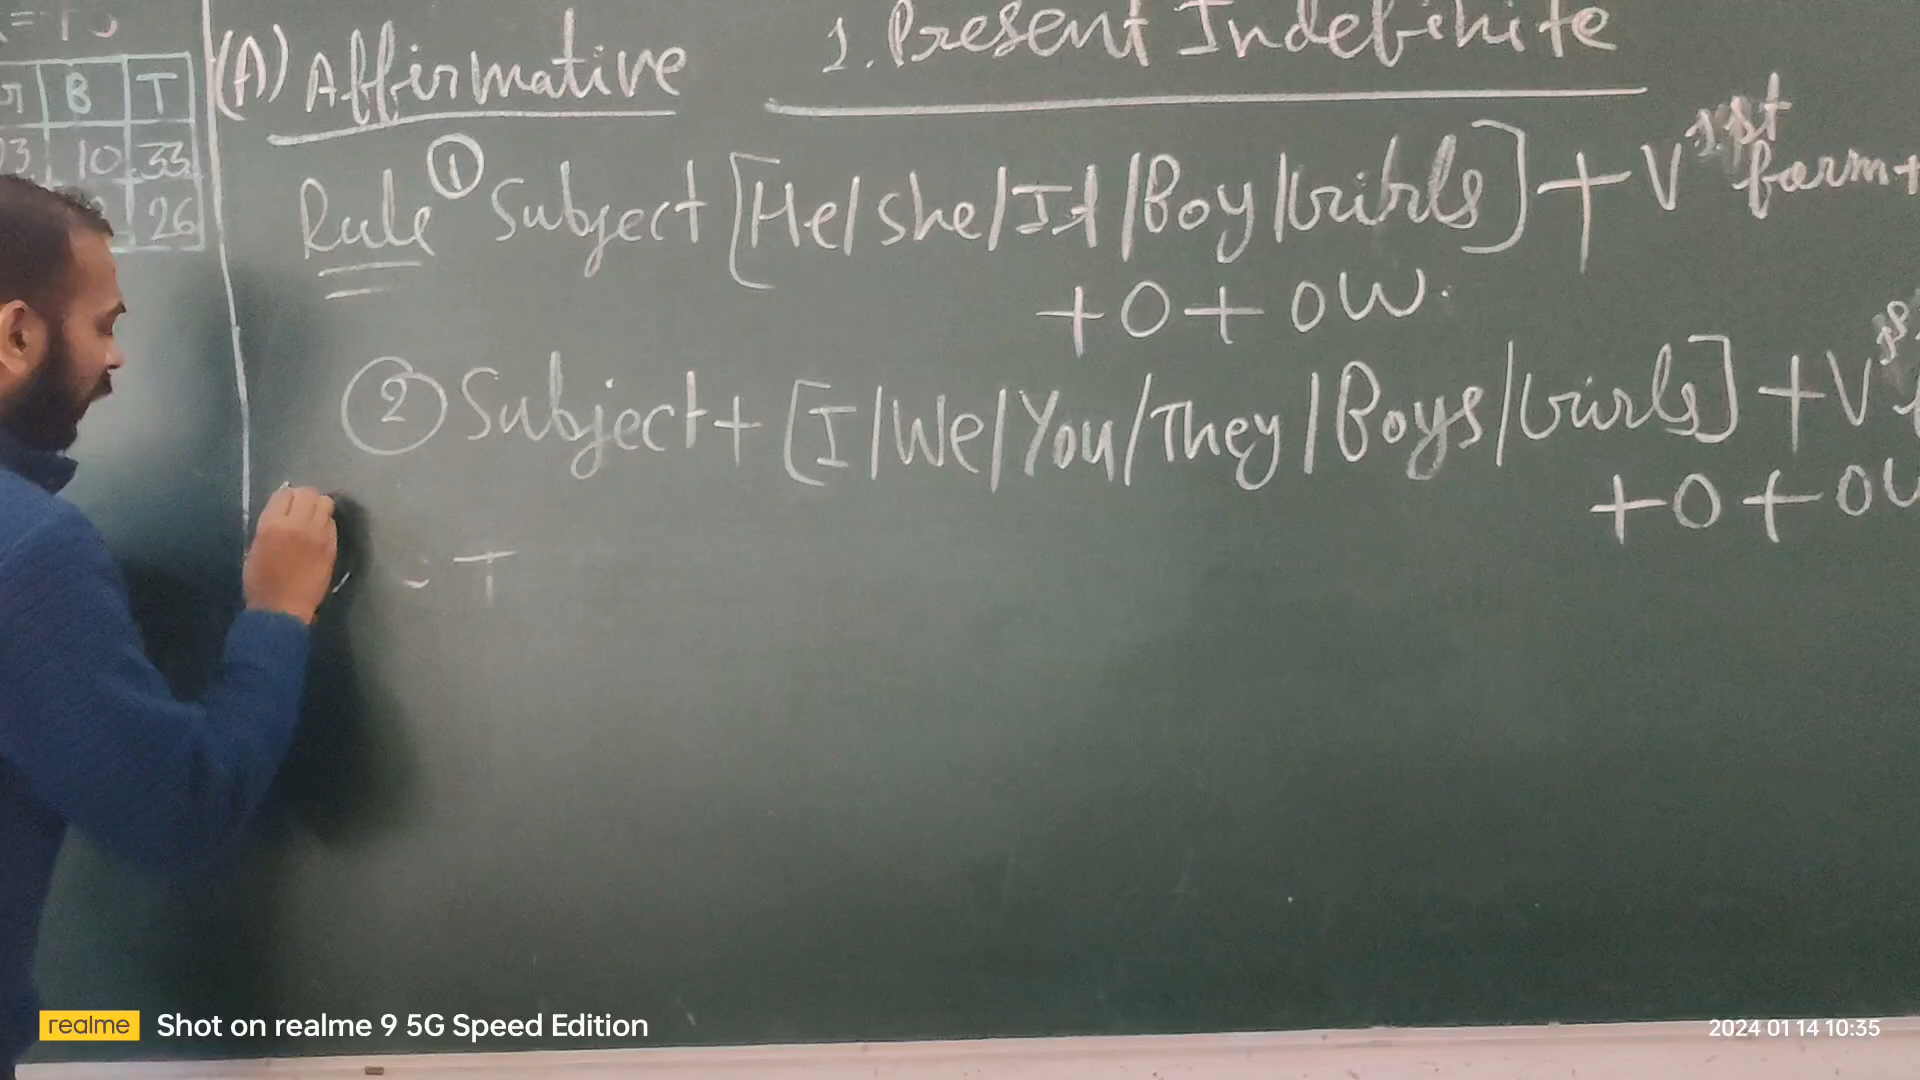 G B T
10 33
26
(A) Affirmative
1. Present Indefinite
Rule ① Subject [He/She/It/Boy/Girls] + V 1st form +
+ O + OW.
② Subject + [I/We/You/They/Boys/Girls] + V 1st
+ O + OW
= T
realme Shot on realme 9 5G Speed Edition
2024 01 14 10:35